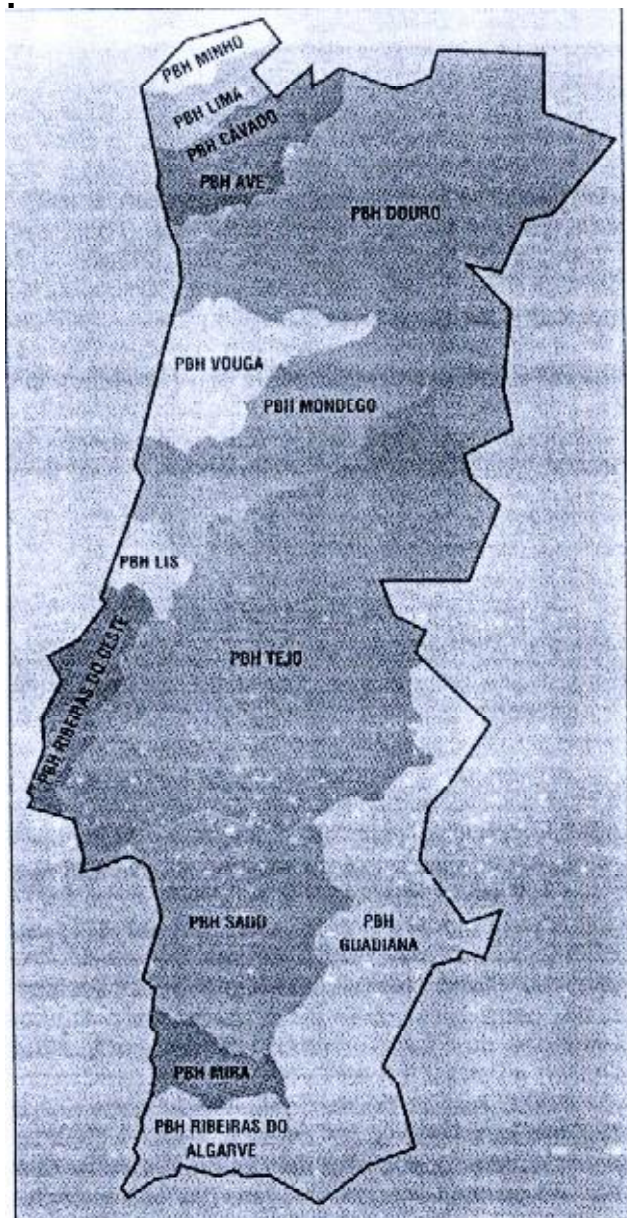 PBH MINHO
PBH LIMA
PBH CÁVADO
PBH AVE
PBH DOURO
PBH VOUGA
PBH MONDEGO
PBH LIS
PBH RIBEIRAS DO OESTE
PBH TEJO
PBH SADO
PBH
GUADIANA
PBH MIRA
PBH RIBEIRAS DO
ALGARVE